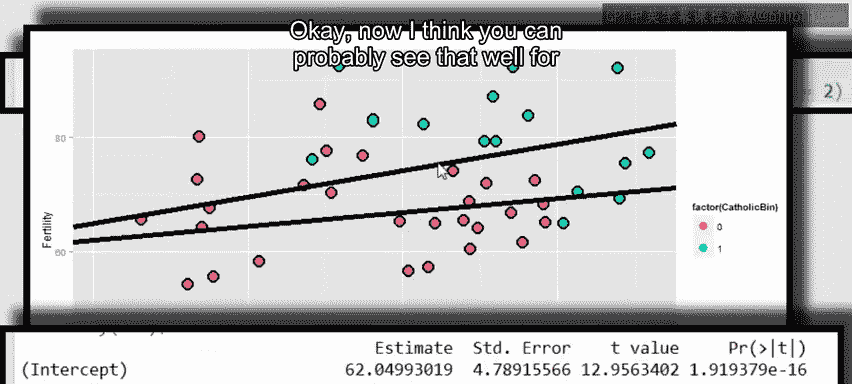 Okay, now I think you can
probably see that well for
= 2)
80
60
Fertility
factor(CatholicBin)
0
1
Estimate Std. Error t value Pr(>|t|)
(Intercept) 62.04993019 4.78915566 12.9563402 1.919379e-16